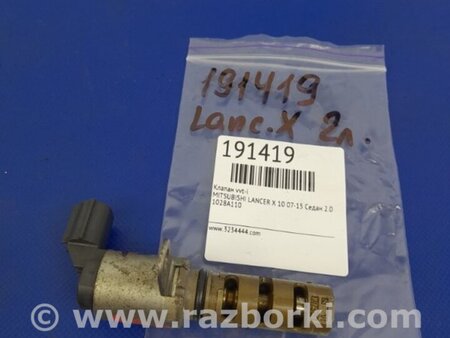 191419
Lanc.X 2л.
191419
Клапан vvt-i
MITSUBISHI LANCER X 10 07-15 Седан 2.0
1028A110
www.3234444.com
www.razborki.com